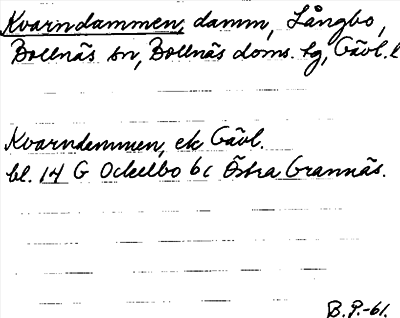 Kvarndammen, damm, Långbo,
Bollnäs sn, Bollnäs doms. tg, Gävl. l
Kvarndammen, ek Gävl.
bl. 14 G Ockelbo 6c Östra Grannäs.
B.P.-61.